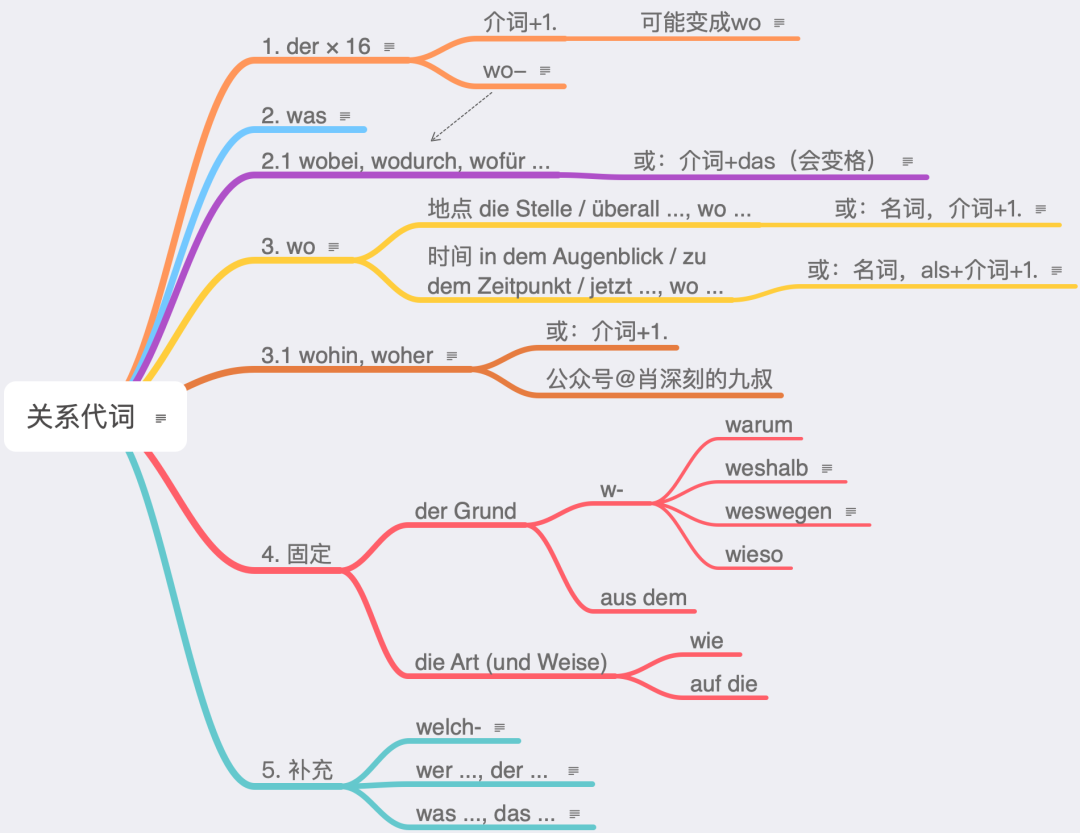 关系代词
1. der × 16
介词+1.
可能变成wo
wo–
2. was
2.1 wobei, wodurch, wofür ...
或：介词+das（会变格）
3. wo
地点 die Stelle / überall ..., wo ...
或：名词，介词+1.
时间 in dem Augenblick / zu
dem Zeitpunkt / jetzt ..., wo ...
或：名词，als+介词+1.
3.1 wohin, woher
或：介词+1.
公众号@肖深刻的九叔
4. 固定
der Grund
w-
warum
weshalb
weswegen
wieso
aus dem
die Art (und Weise)
wie
auf die
5. 补充
welch-
wer ..., der ...
was ..., das ...